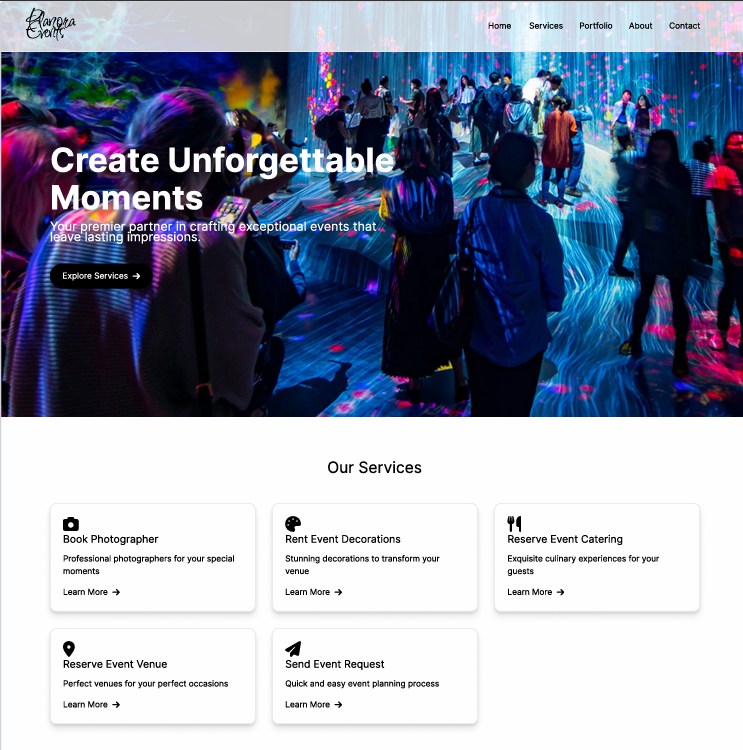 Planora
Events
Home Services Portfolio About Contact
Create Unforgettable
Moments
Your premier partner in crafting exceptional events that
leave lasting impressions.
Explore Services →
Our Services
Book Photographer
Professional photographers for your special
moments
Learn More →
Rent Event Decorations
Stunning decorations to transform your
venue
Learn More →
Reserve Event Catering
Exquisite culinary experiences for your
guests
Learn More →
Reserve Event Venue
Perfect venues for your perfect occasions
Learn More →
Send Event Request
Quick and easy event planning process
Learn More →